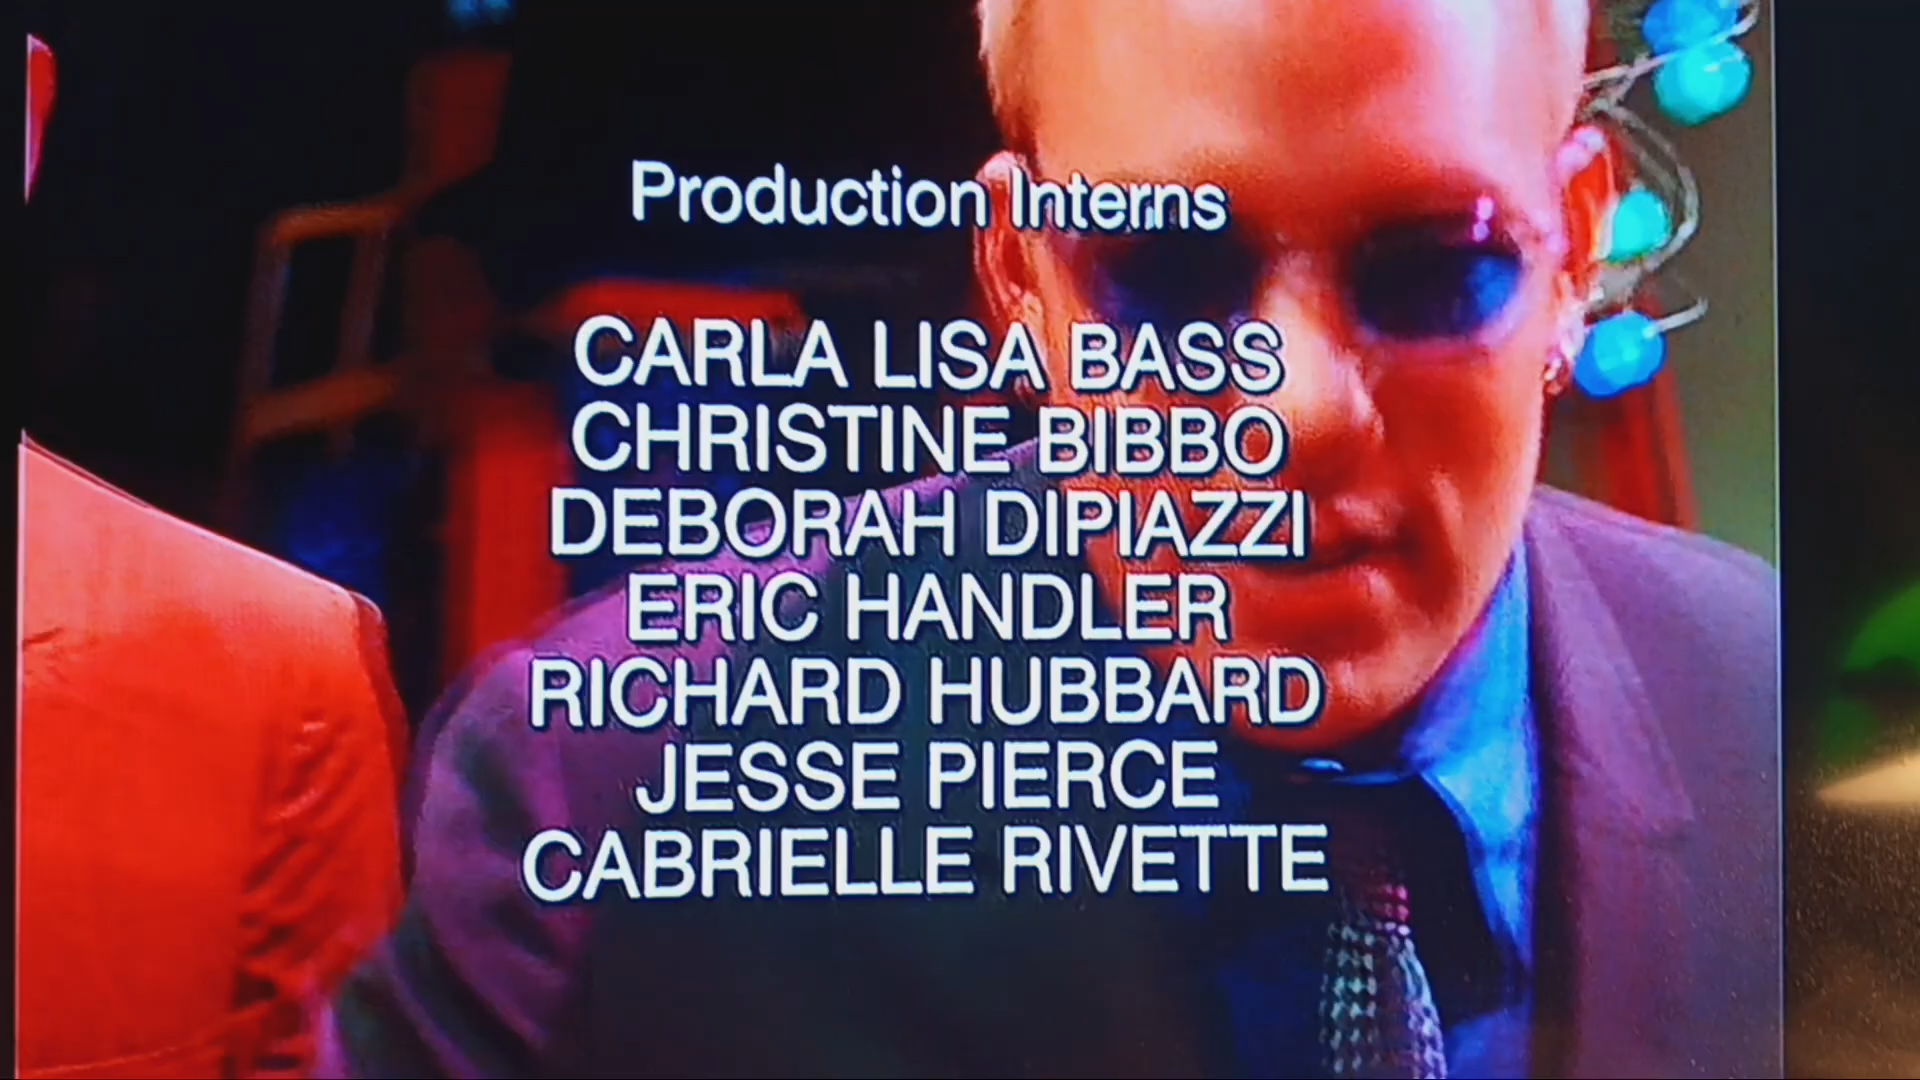 Production Interns
CARLA LISA BASS
CHRISTINE BIBBO
DEBORAH DIPIAZZI
ERIC HANDLER
RICHARD HUBBARD
JESSE PIERCE
CABRIELLE RIVETTE